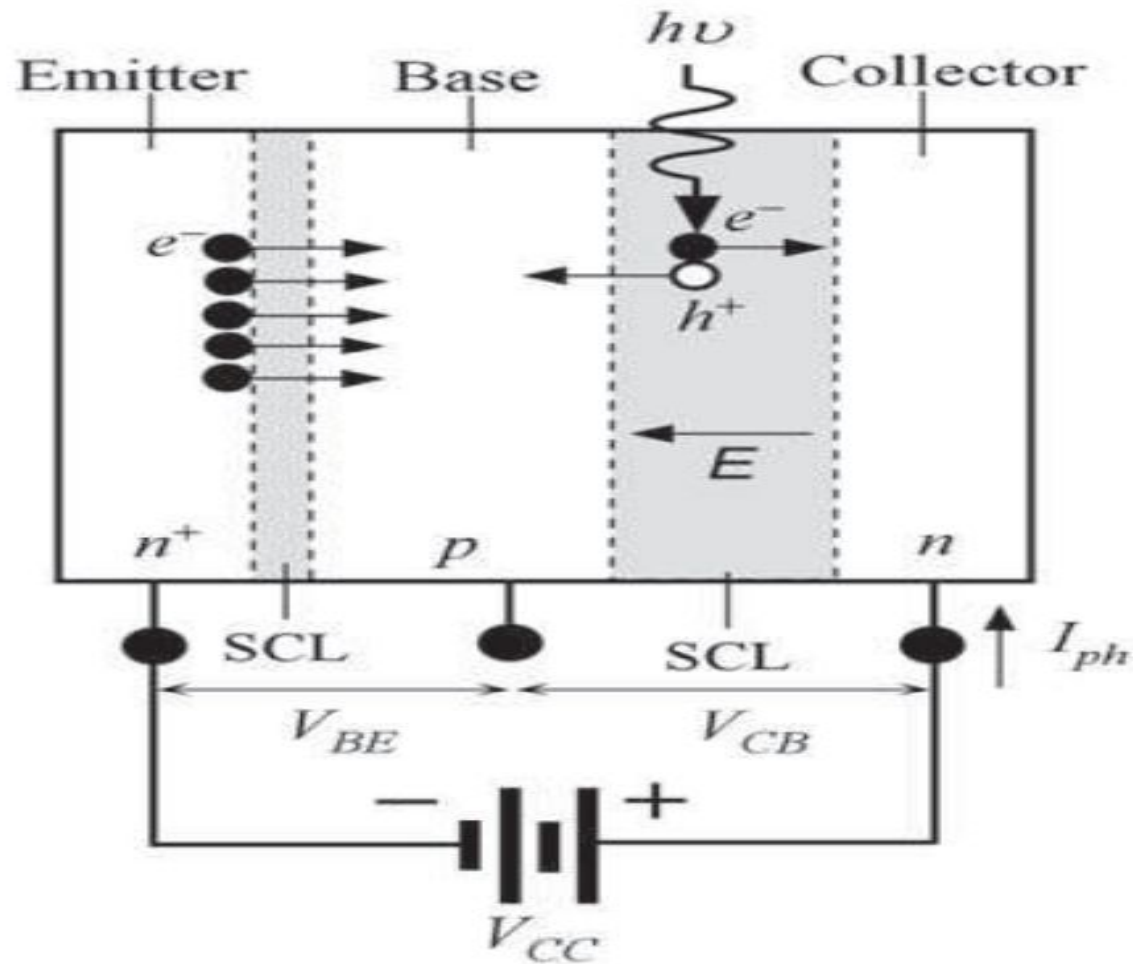 hυ
Emitter Base Collector
e⁻ e⁻
h⁺
E
n⁺ p n
SCL SCL I_ph
V_BE V_CB
− +
V_CC